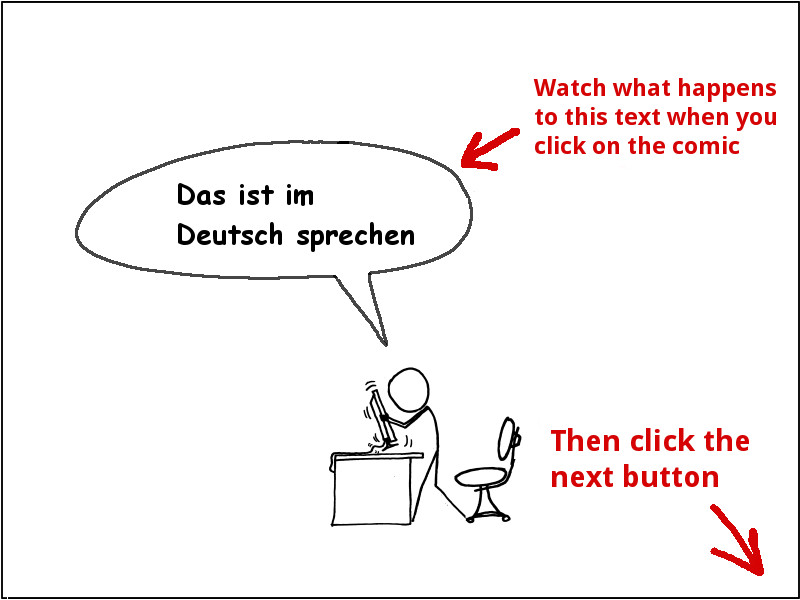 Watch what happens
to this text when you
click on the comic
Das ist im
Deutsch sprechen
Then click the
next button